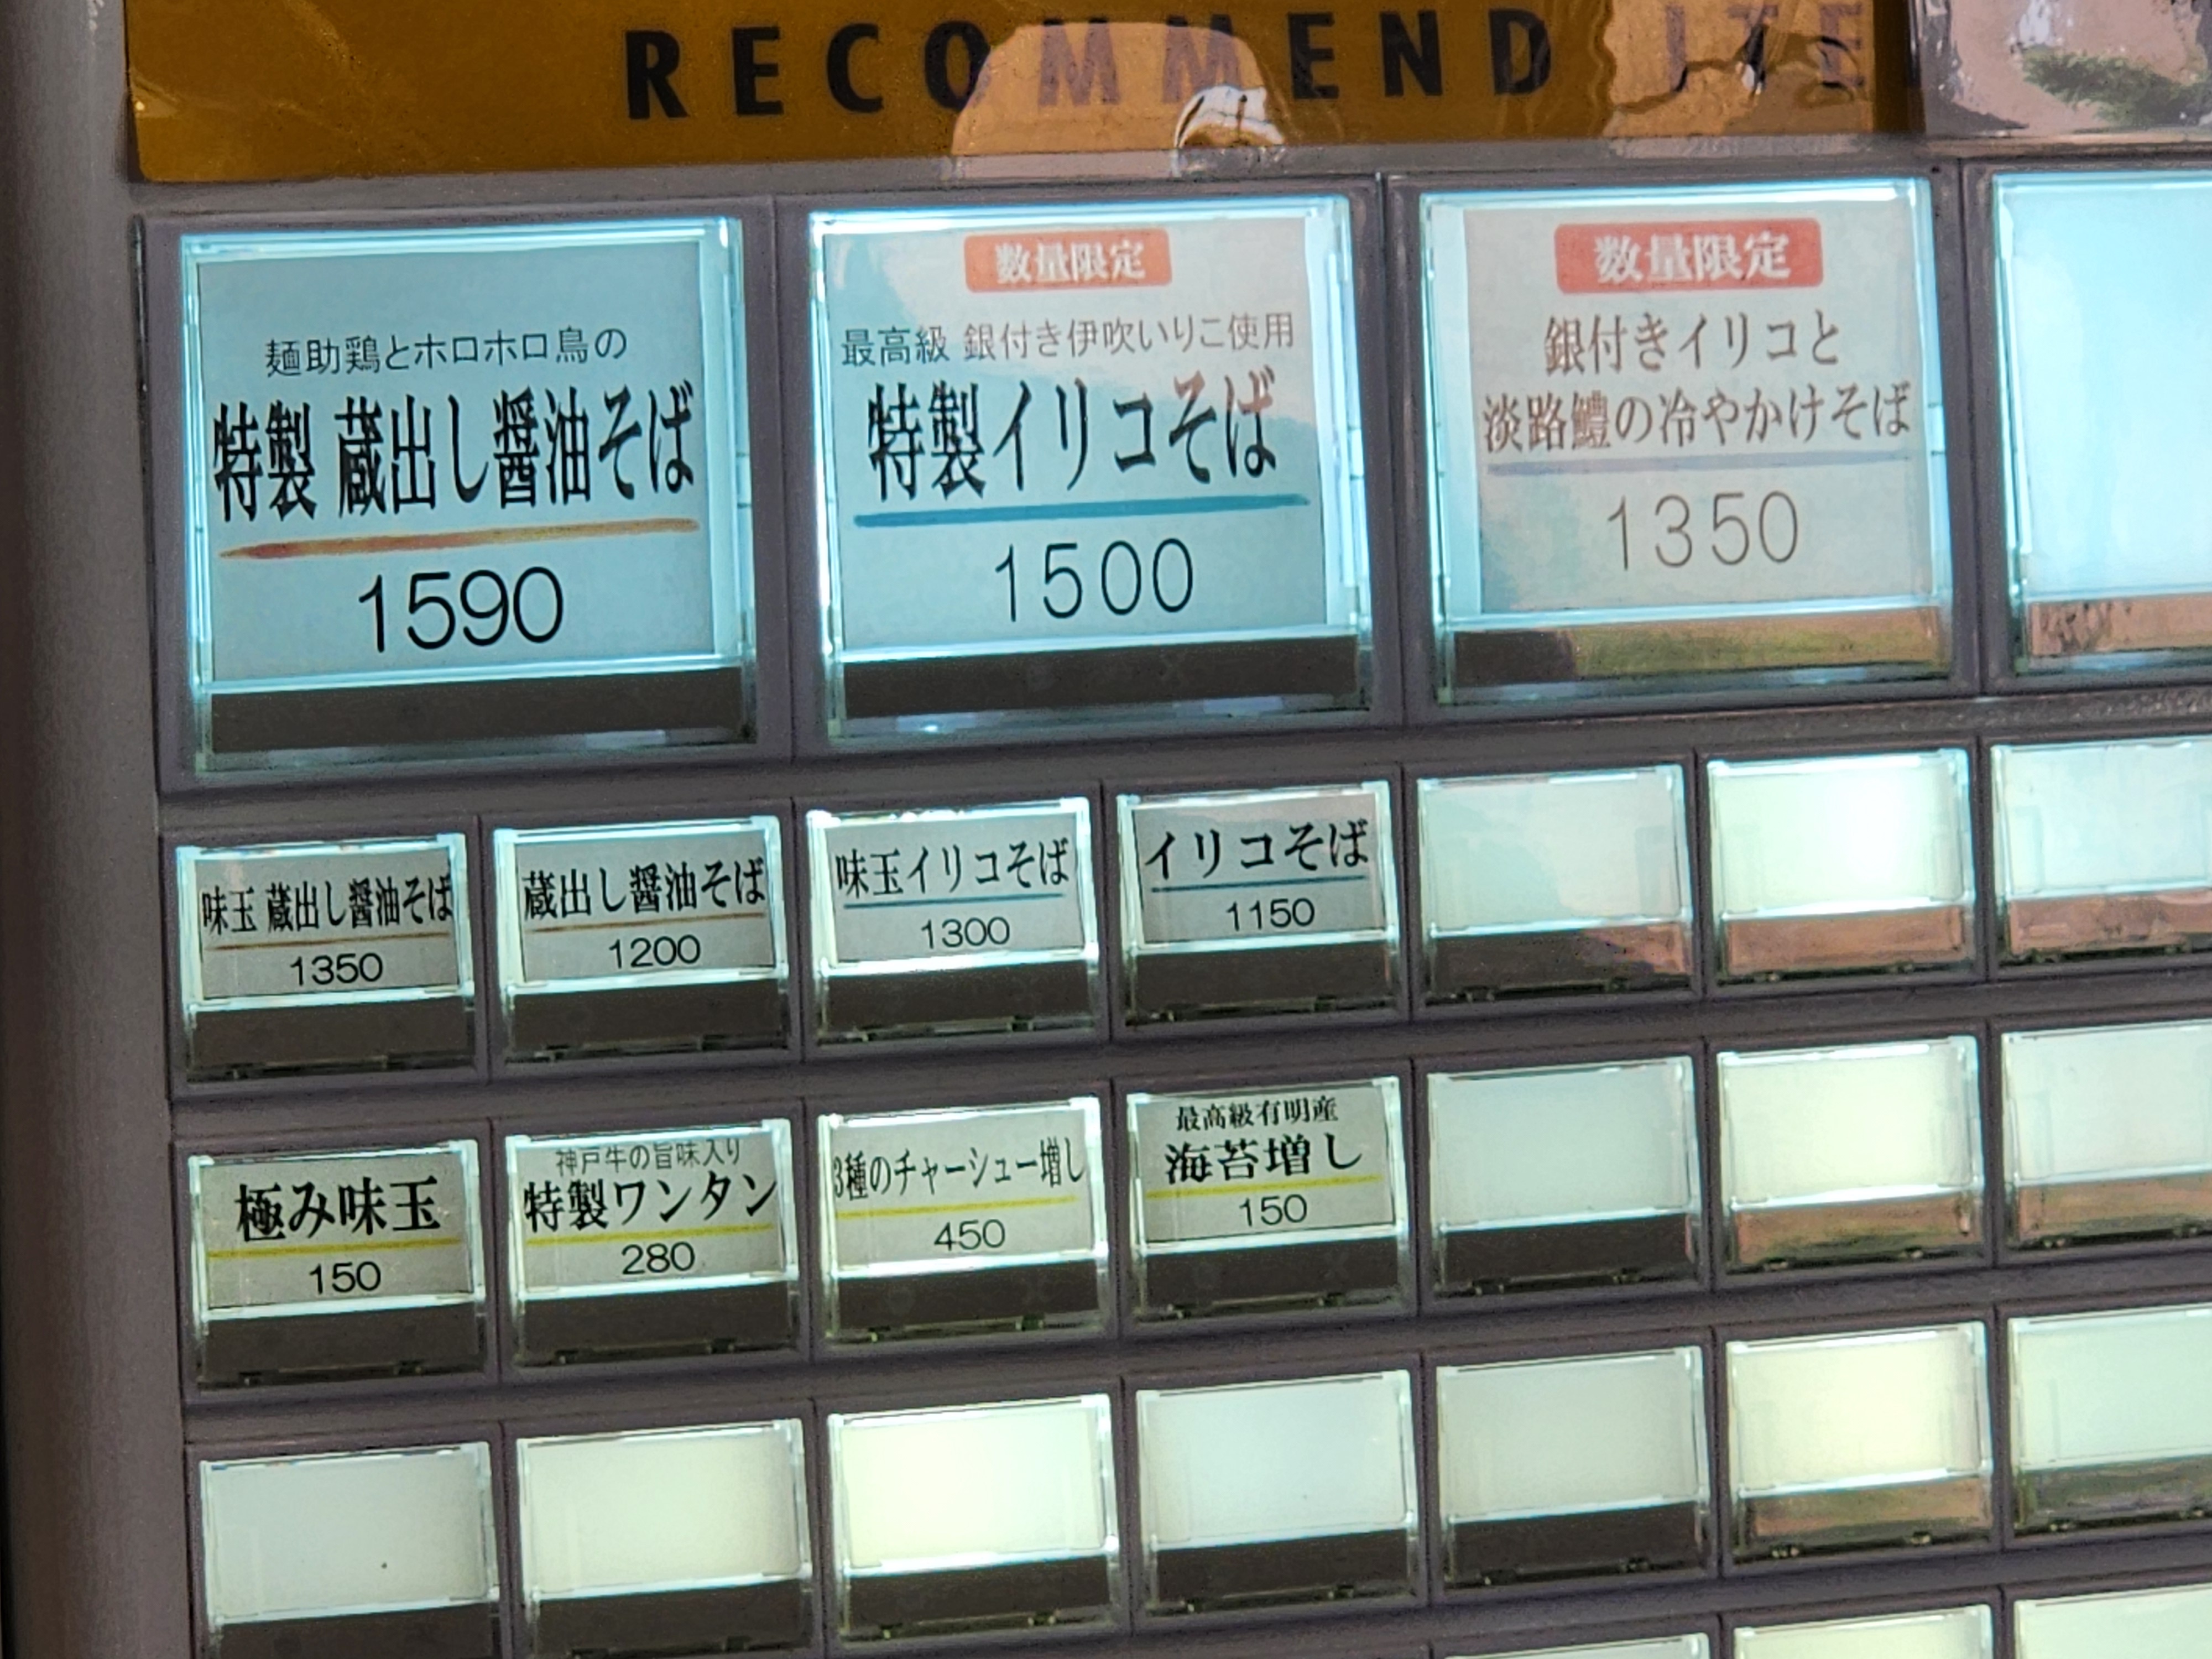 RECOMMEND ITE
麺助鶏とホロホロ鳥の
特製 蔵出し醤油そば
1590
数量限定
最高級 銀付き伊吹いりこ使用
特製イリコそば
1500
数量限定
銀付きイリコと
淡路鱧の冷やかけそば
1350
味玉 蔵出し醤油そば
1350
蔵出し醤油そば
1200
味玉イリコそば
1300
イリコそば
1150
極み味玉
150
神戸牛の旨味入り
特製ワンタン
280
3種のチャーシュー増し
450
最高級有明産
海苔増し
150